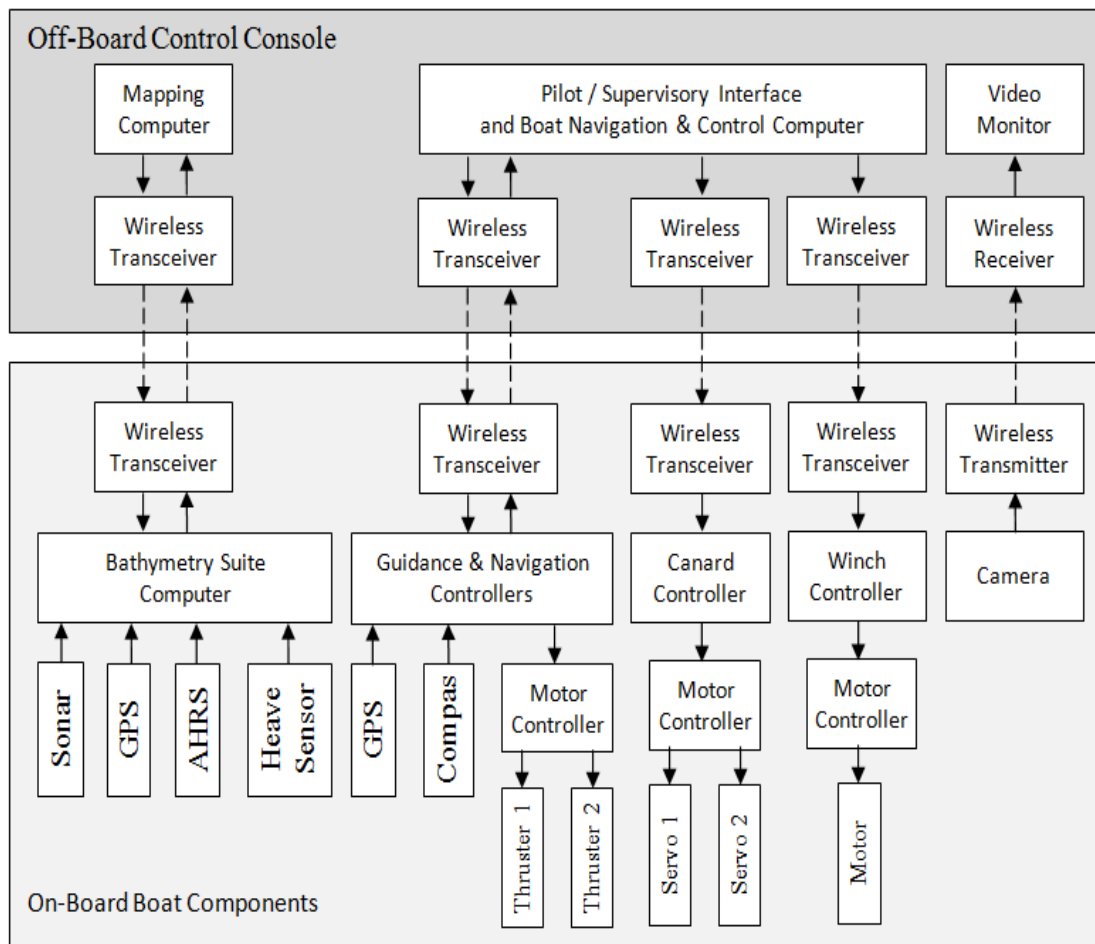 Off-Board Control Console
Mapping
Computer
Pilot / Supervisory Interface
and Boat Navigation & Control Computer
Video
Monitor
Wireless
Transceiver
Wireless
Transceiver
Wireless
Transceiver
Wireless
Transceiver
Wireless
Receiver
Wireless
Transceiver
Wireless
Transceiver
Wireless
Transceiver
Wireless
Transceiver
Wireless
Transmitter
Bathymetry Suite
Computer
Guidance & Navigation
Controllers
Canard
Controller
Winch
Controller
Camera
Sonar
GPS
AHRS
Heave
Sensor
GPS
Compas
Motor
Controller
Motor
Controller
Motor
Controller
Thruster 1
Thruster 2
Servo 1
Servo 2
Motor
On-Board Boat Components